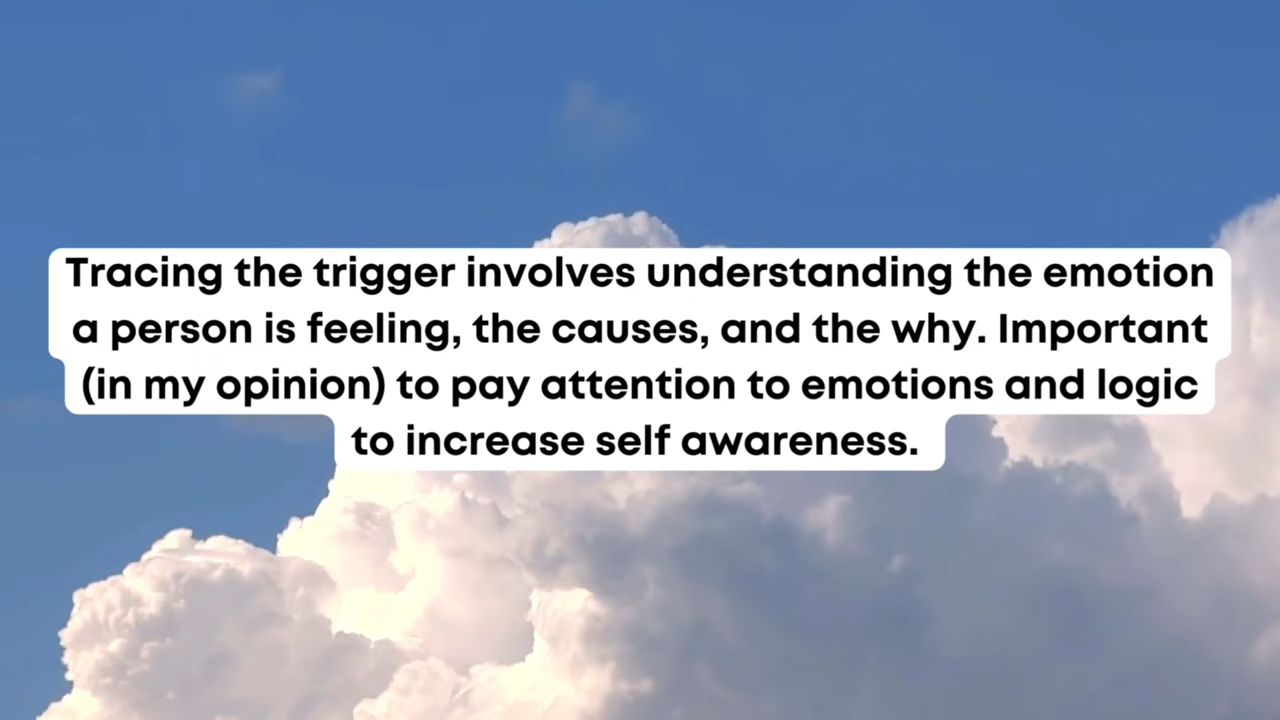 Tracing the trigger involves understanding the emotion
a person is feeling, the causes, and the why. Important
(in my opinion) to pay attention to emotions and logic
to increase self awareness.